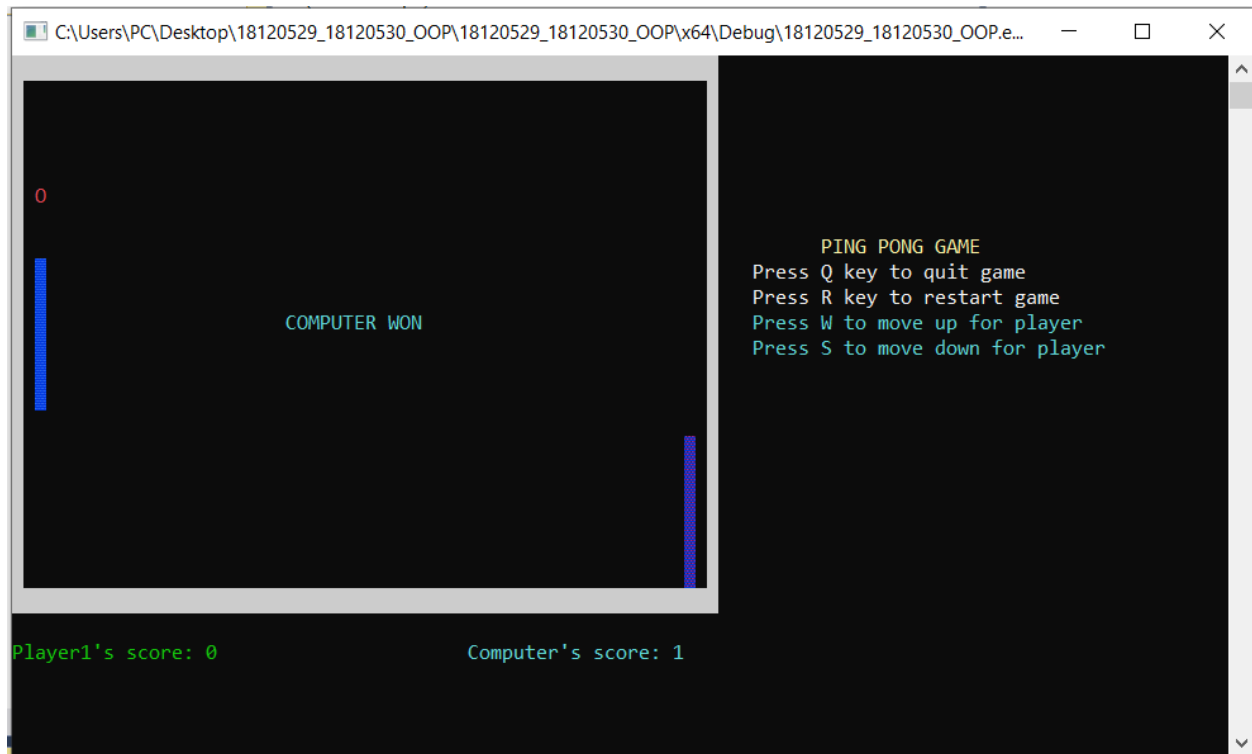 C:\Users\PC\Desktop\18120529_18120530_OOP\18120529_18120530_OOP\x64\Debug\18120529_18120530_OOP.e...
O
COMPUTER WON
PING PONG GAME
Press Q key to quit game
Press R key to restart game
Press W to move up for player
Press S to move down for player
Player1's score: 0 Computer's score: 1